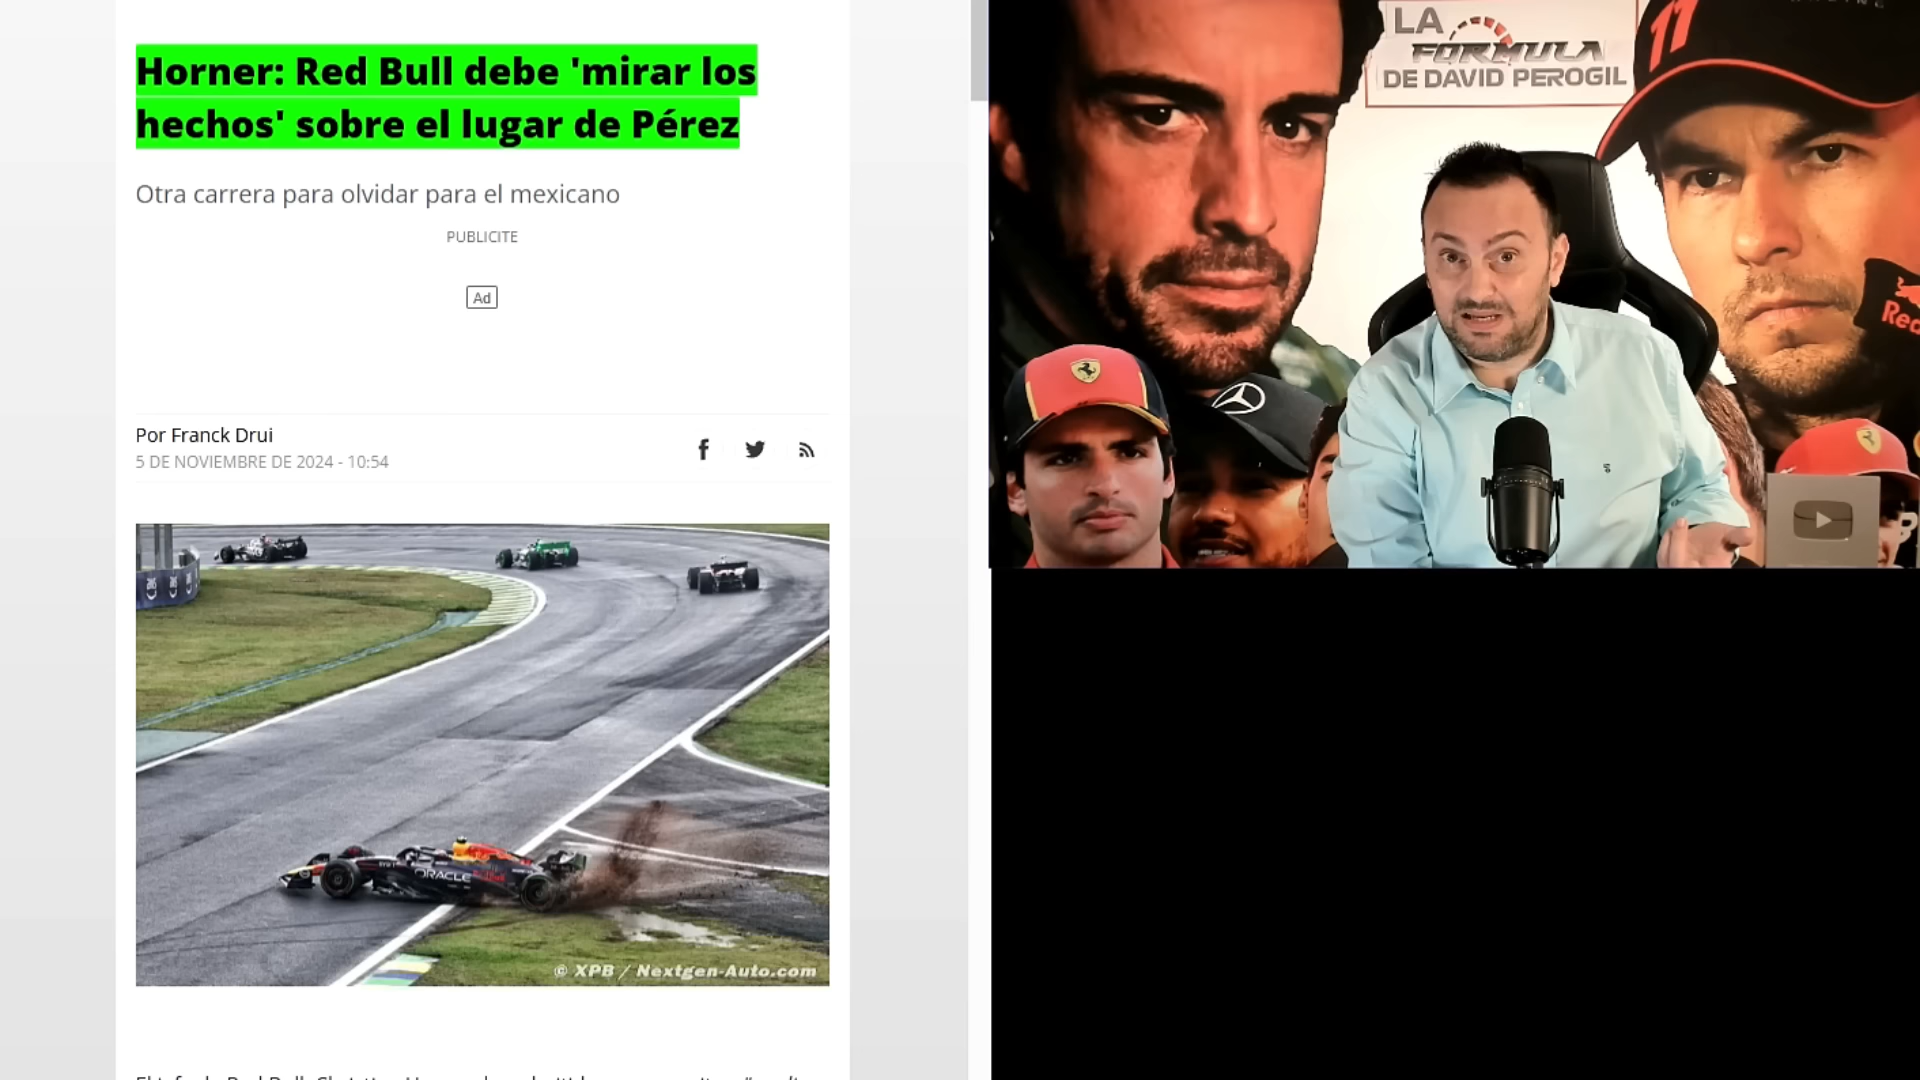 Horner: Red Bull debe 'mirar los
hechos' sobre el lugar de Pérez
Otra carrera para olvidar para el mexicano
PUBLICITE
Ad
Por Franck Drui
5 DE NOVIEMBRE DE 2024 - 10:54
ORACLE
© XPB / Nextgen-Auto.com
LA
FORMULA
DE DAVID PEROGIL
11
Red